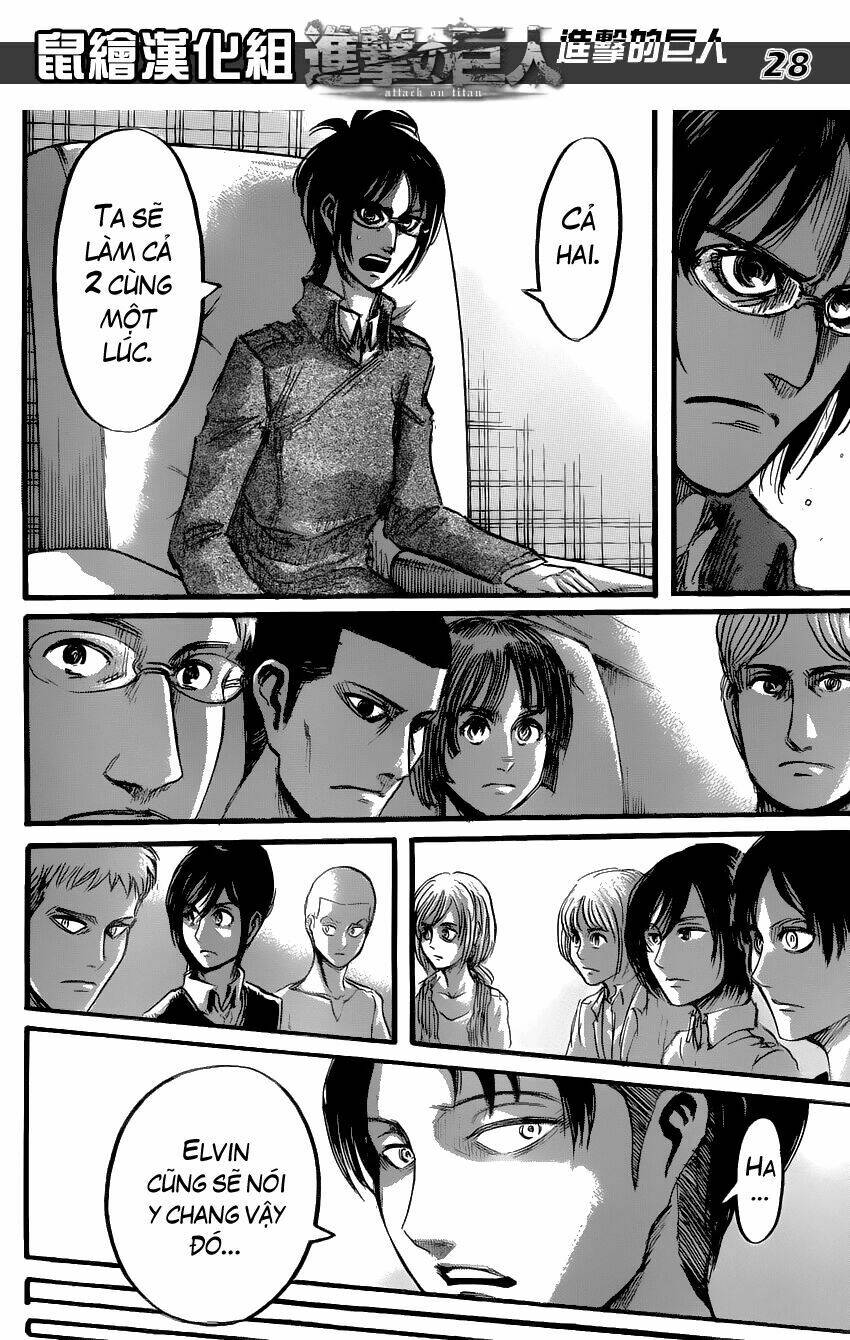 鼠繪漢化組 進撃の巨人 進擊的巨人 28
attack on titan
Cả
hai.
Ta sẽ
làm cả
2 cùng
một
lúc.
Ha
...
Elvin
cũng sẽ nói
y chang vậy
đó...